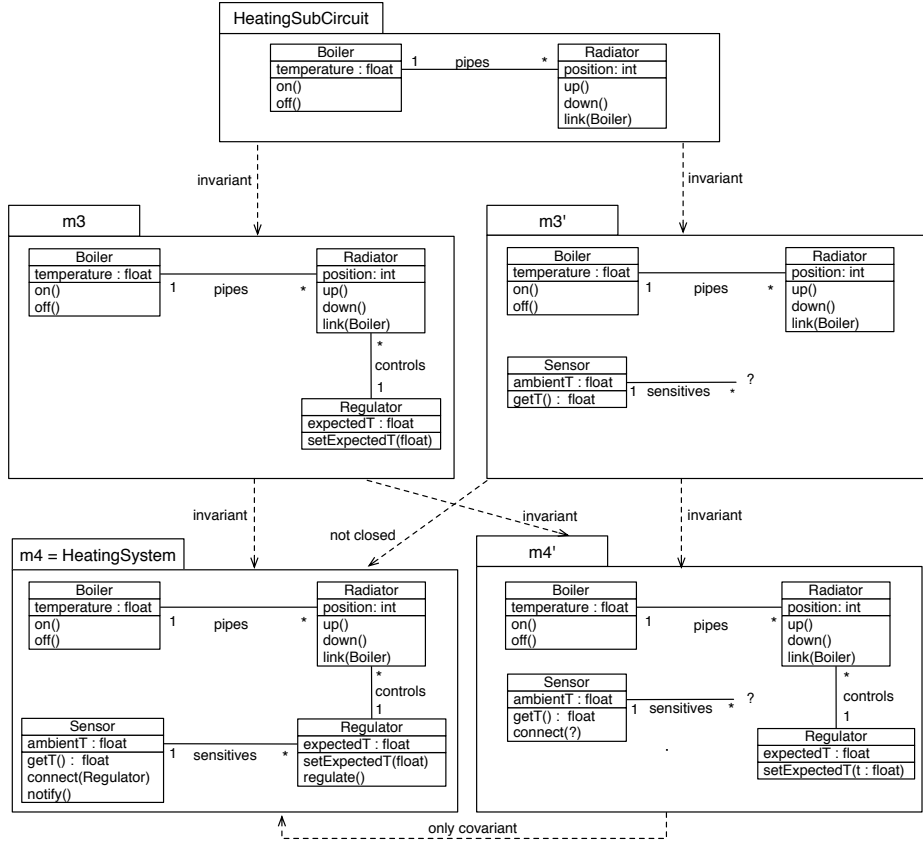 HeatingSubCircuit
Boiler
temperature : float
on()
off()
1 pipes *
Radiator
position: int
up()
down()
link(Boiler)
invariant
invariant
m3
Boiler
temperature : float
on()
off()
1 pipes *
Radiator
position: int
up()
down()
link(Boiler)
*
controls
1
Regulator
expectedT : float
setExpectedT(float)
m3'
Boiler
temperature : float
on()
off()
1 pipes *
Radiator
position: int
up()
down()
link(Boiler)
Sensor
ambientT : float
getT() : float
1 sensitives * ?
invariant
not closed
invariant
invariant
m4 = HeatingSystem
Boiler
temperature : float
on()
off()
1 pipes *
Radiator
position: int
up()
down()
link(Boiler)
*
controls
1
Sensor
ambientT : float
getT() : float
connect(Regulator)
notify()
1 sensitives *
Regulator
expectedT : float
setExpectedT(float)
regulate()
m4'
Boiler
temperature : float
on()
off()
1 pipes *
Radiator
position: int
up()
down()
link(Boiler)
*
controls
1
Sensor
ambientT : float
getT() : float
connect(?)
1 sensitives * ?
Regulator
expectedT : float
setExpectedT(t : float)
only covariant